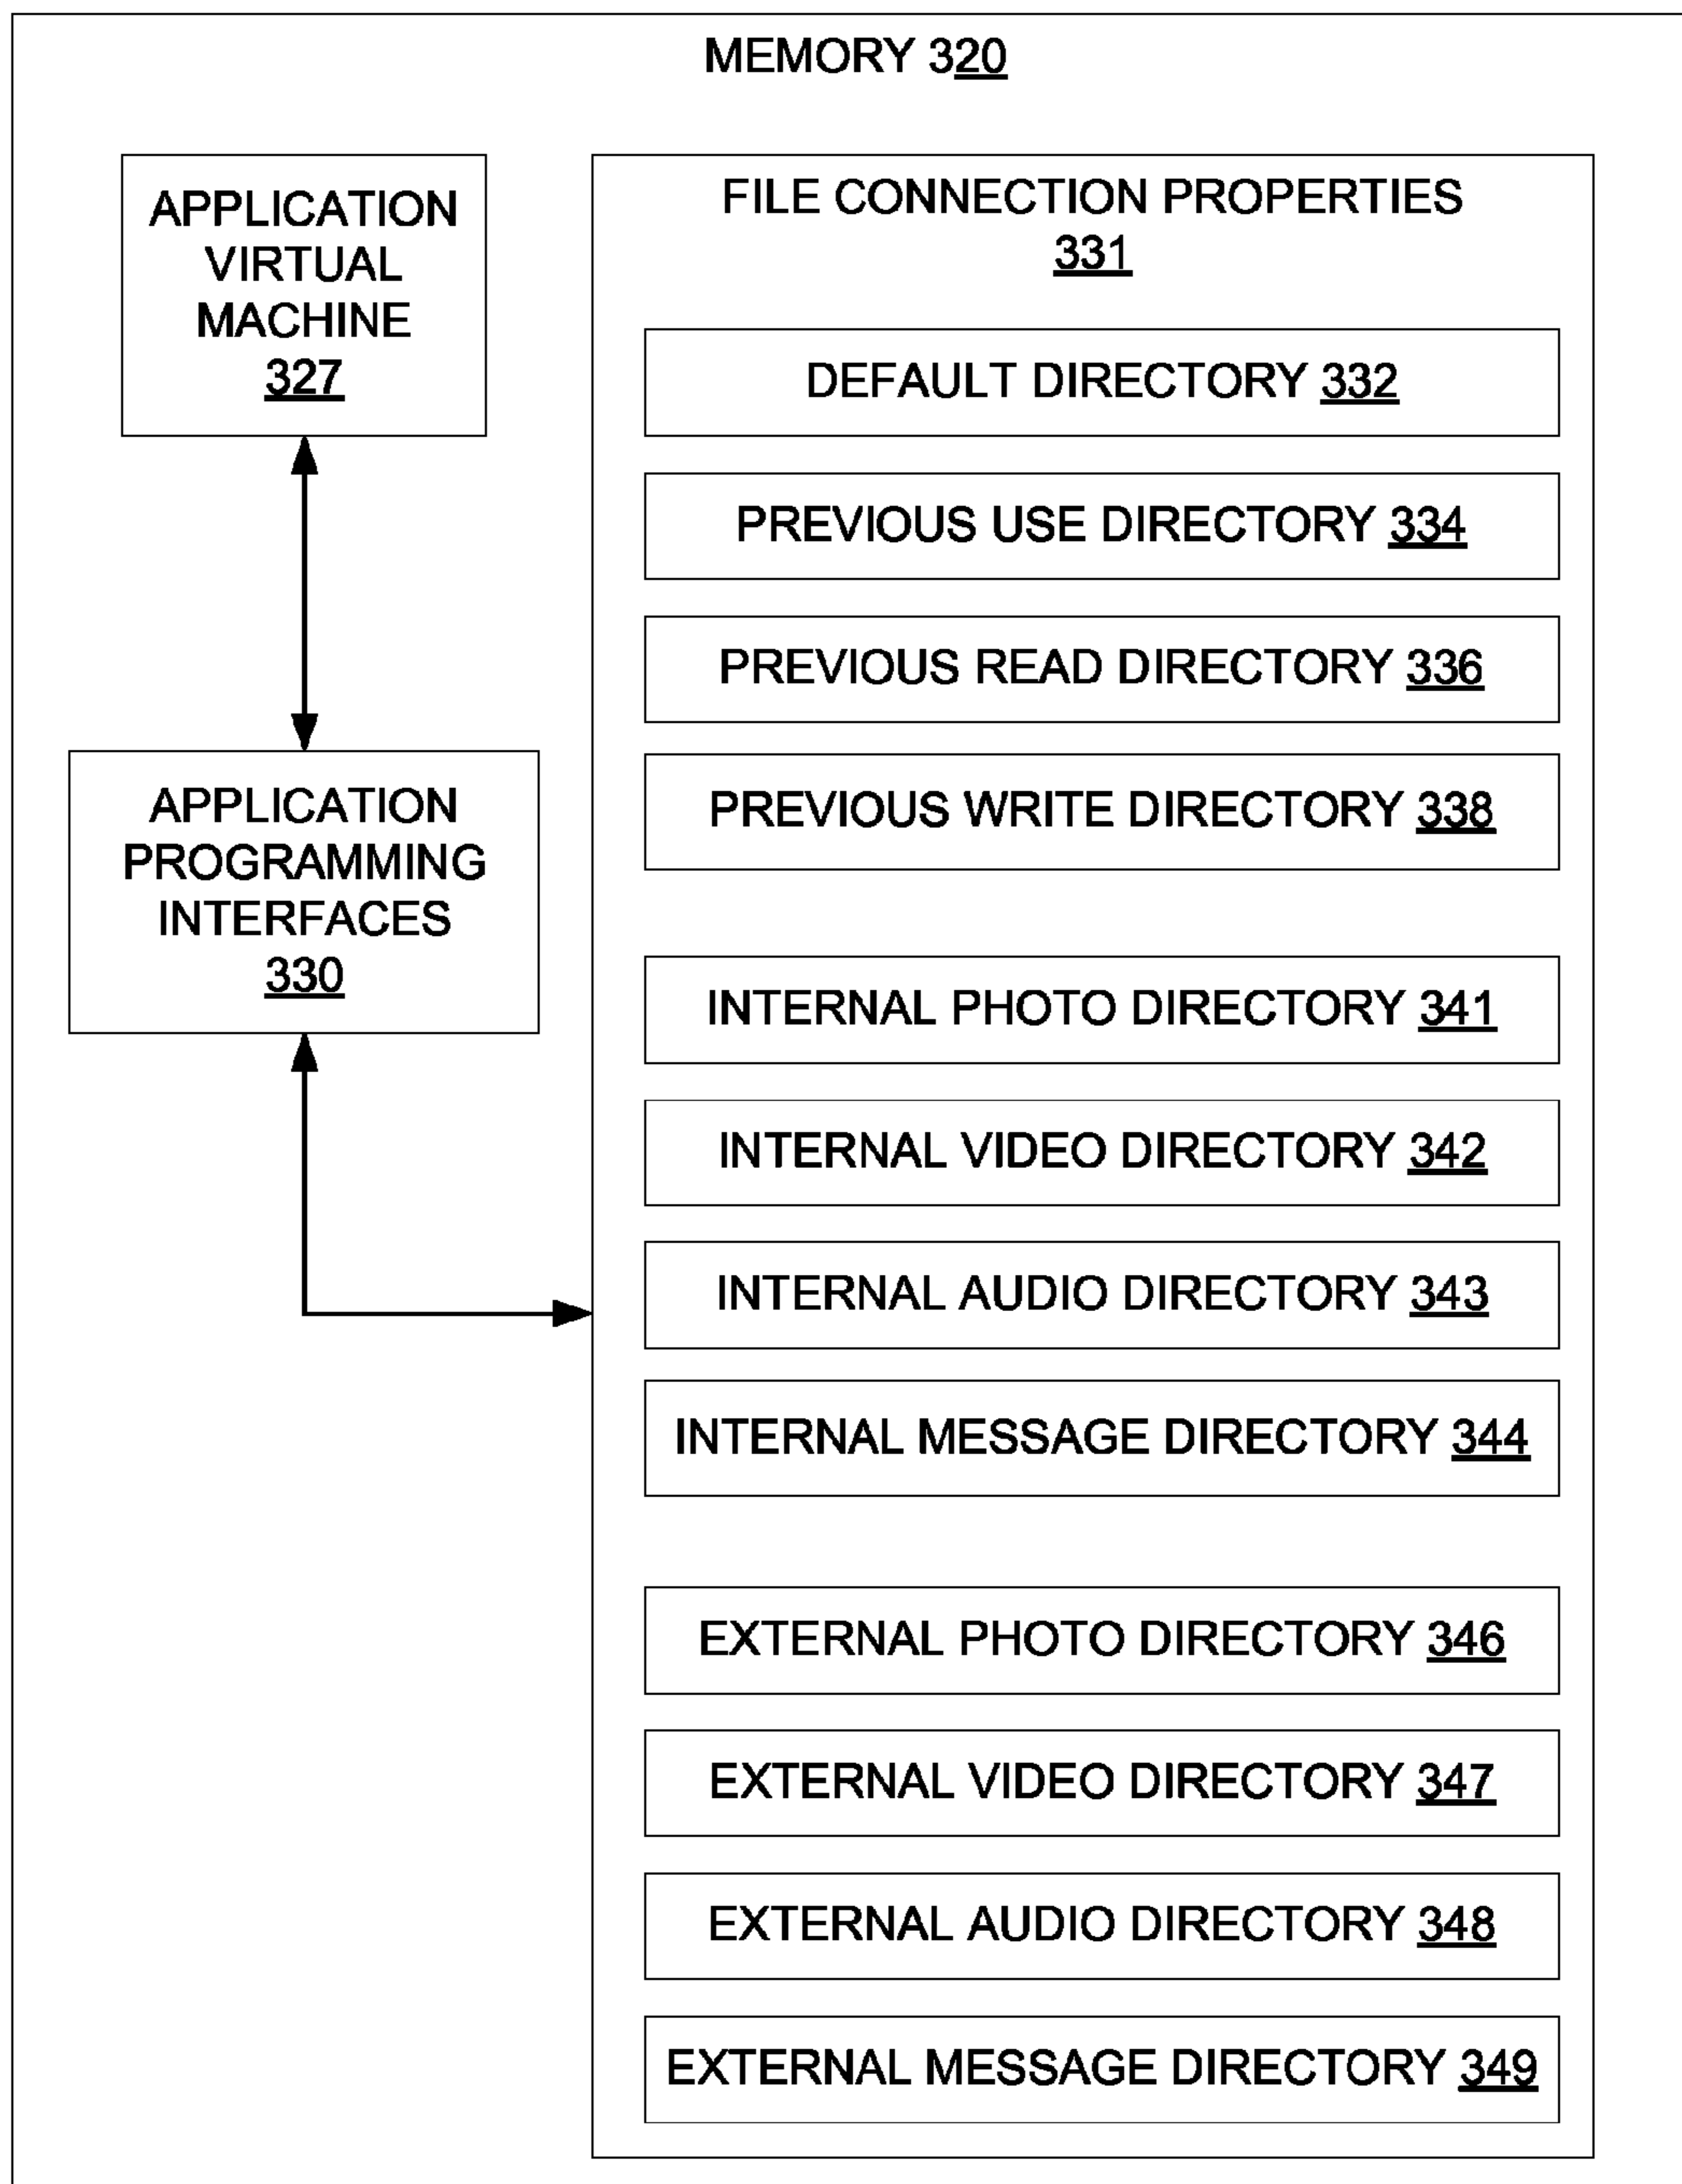 MEMORY 320
APPLICATION
VIRTUAL
MACHINE
327
APPLICATION
PROGRAMMING
INTERFACES
330
FILE CONNECTION PROPERTIES
331
DEFAULT DIRECTORY 332
PREVIOUS USE DIRECTORY 334
PREVIOUS READ DIRECTORY 336
PREVIOUS WRITE DIRECTORY 338
INTERNAL PHOTO DIRECTORY 341
INTERNAL VIDEO DIRECTORY 342
INTERNAL AUDIO DIRECTORY 343
INTERNAL MESSAGE DIRECTORY 344
EXTERNAL PHOTO DIRECTORY 346
EXTERNAL VIDEO DIRECTORY 347
EXTERNAL AUDIO DIRECTORY 348
EXTERNAL MESSAGE DIRECTORY 349